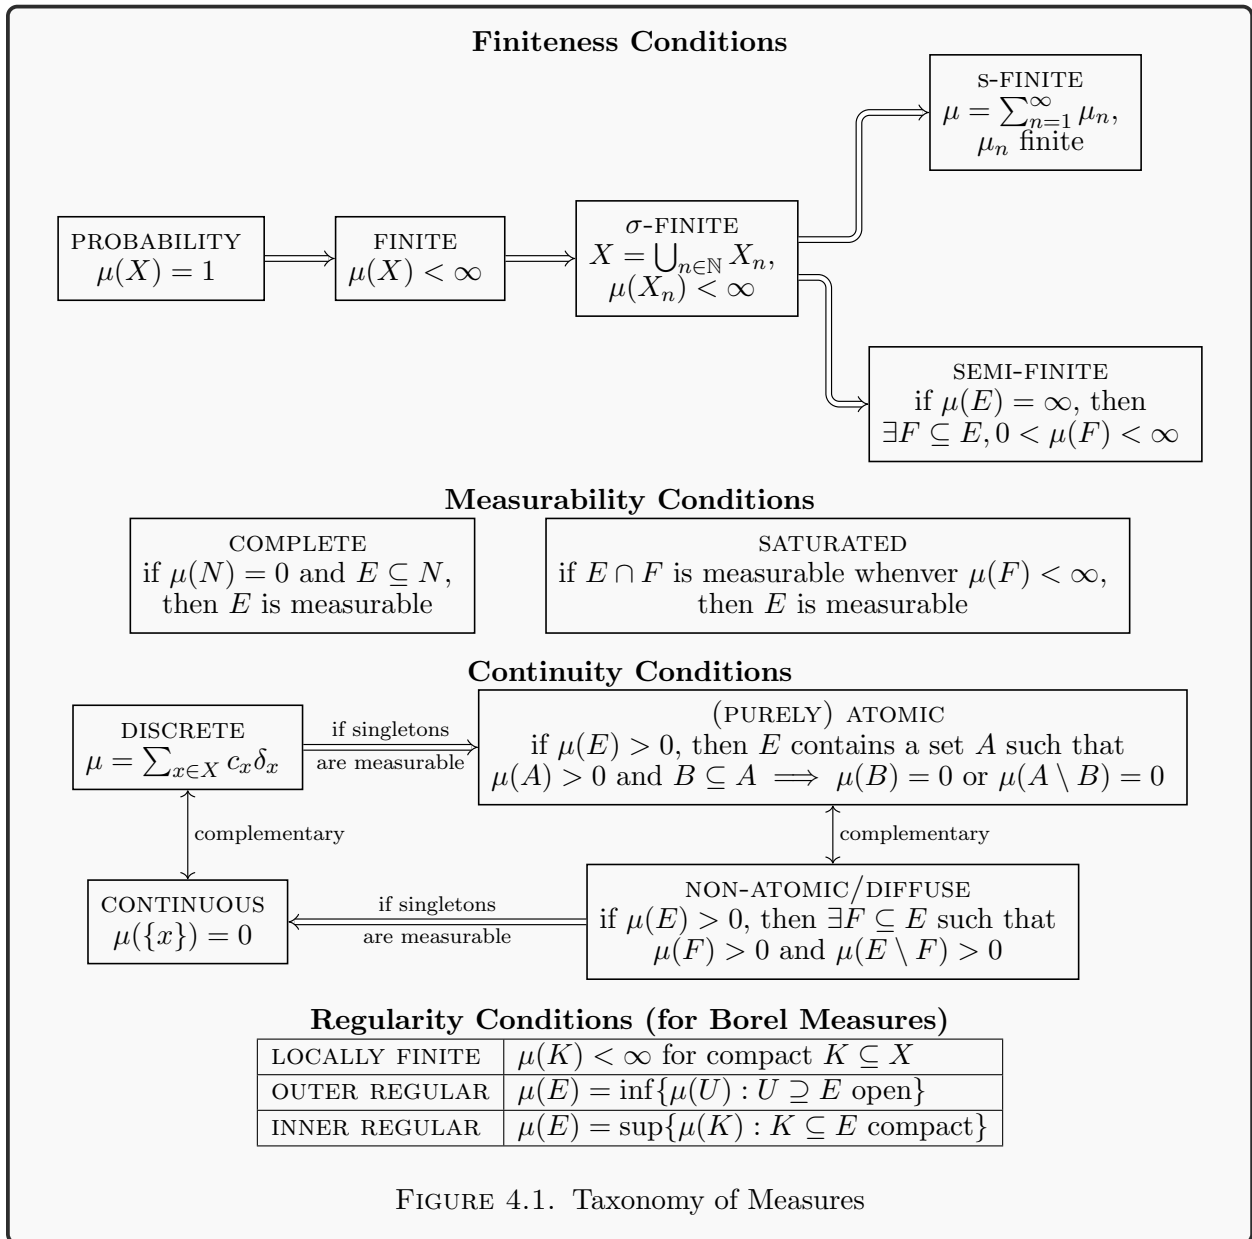 Finiteness Conditions
S-FINITE
μ = ∑_{n=1}^{∞} μ_n,
μ_n finite
PROBABILITY
μ(X) = 1
FINITE
μ(X) < ∞
σ-FINITE
X = ⋃_{n∈ℕ} X_n,
μ(X_n) < ∞
SEMI-FINITE
if μ(E) = ∞, then
∃F ⊆ E, 0 < μ(F) < ∞
Measurability Conditions
COMPLETE
if μ(N) = 0 and E ⊆ N,
then E is measurable
SATURATED
if E ∩ F is measurable whenver μ(F) < ∞,
then E is measurable
Continuity Conditions
DISCRETE
μ = ∑_{x∈X} c_x δ_x
if singletons
are measurable
(PURELY) ATOMIC
if μ(E) > 0, then E contains a set A such that
μ(A) > 0 and B ⊆ A ⟹ μ(B) = 0 or μ(A \ B) = 0
complementary
complementary
CONTINUOUS
μ({x}) = 0
if singletons
are measurable
NON-ATOMIC/DIFFUSE
if μ(E) > 0, then ∃F ⊆ E such that
μ(F) > 0 and μ(E \ F) > 0
Regularity Conditions (for Borel Measures)
LOCALLY FINITE μ(K) < ∞ for compact K ⊆ X
OUTER REGULAR μ(E) = inf{μ(U) : U ⊇ E open}
INNER REGULAR μ(E) = sup{μ(K) : K ⊆ E compact}
FIGURE 4.1. Taxonomy of Measures